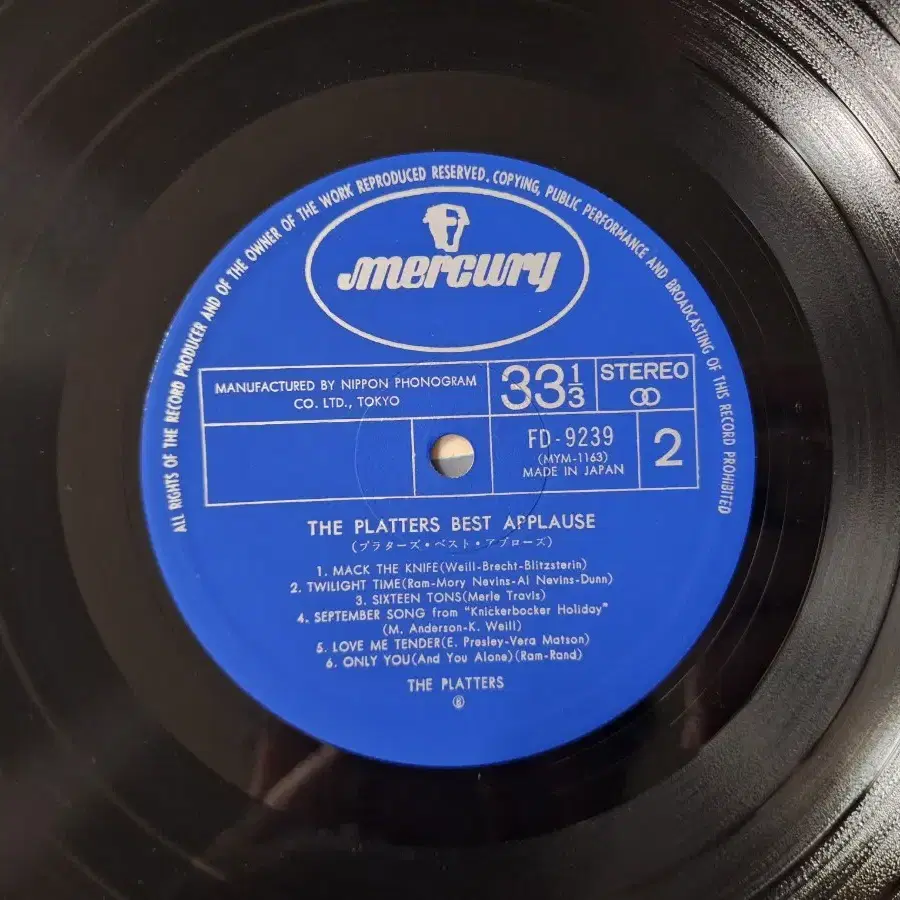 ALL RIGHTS OF THE RECORD PRODUCER AND OF THE OWNER OF THE WORK REPRODUCED RESERVED. COPYING, PUBLIC PERFORMANCE AND BROADCASTING OF THIS RECORD PROHIBITED
mercury
MANUFACTURED BY NIPPON PHONOGRAM
CO. LTD., TOKYO
33 1/3
STEREO
FD-9239
(MYM-1163)
MADE IN JAPAN
2
THE PLATTERS BEST APPLAUSE
(プラターズ・ベスト・アプローズ)
1. MACK THE KNIFE(Weill-Brecht-Blitzsterin)
2. TWILIGHT TIME(Ram-Mory Nevins-Al Nevins-Dunn)
3. SIXTEEN TONS(Merle Travis)
4. SEPTEMBER SONG from "Knickerbocker Holiday"
(M. Anderson-K. Weill)
5. LOVE ME TENDER(E. Presley-Vera Matson)
6. ONLY YOU(And You Alone)(Ram-Rand)
THE PLATTERS